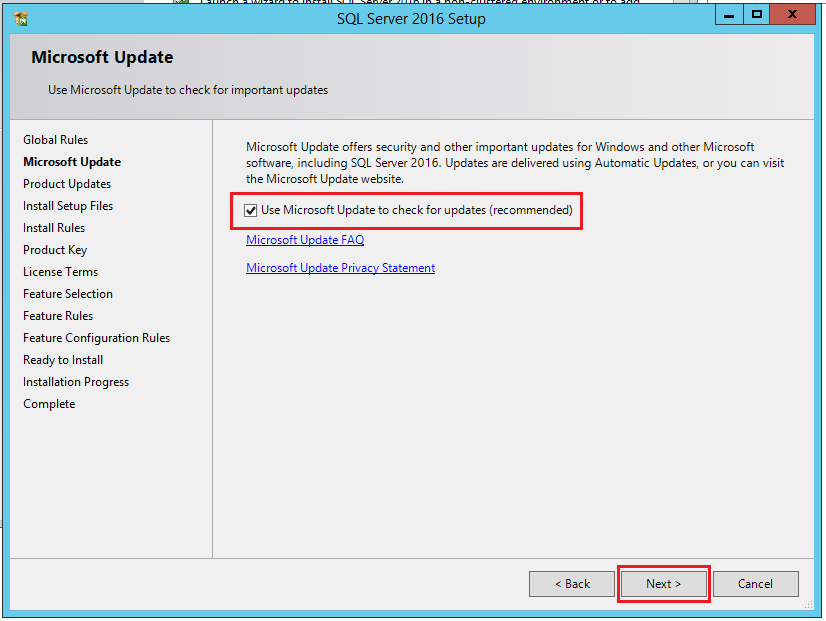 Launch a wizard to install SQL Server 2016 in a non-clustered environment or to add
SQL Server 2016 Setup
Microsoft Update
Use Microsoft Update to check for important updates
Global Rules
Microsoft Update
Product Updates
Install Setup Files
Install Rules
Product Key
License Terms
Feature Selection
Feature Rules
Feature Configuration Rules
Ready to Install
Installation Progress
Complete
Microsoft Update offers security and other important updates for Windows and other Microsoft
software, including SQL Server 2016. Updates are delivered using Automatic Updates, or you can visit
the Microsoft Update website.
Use Microsoft Update to check for updates (recommended)
Microsoft Update FAQ
Microsoft Update Privacy Statement
< Back
Next >
Cancel